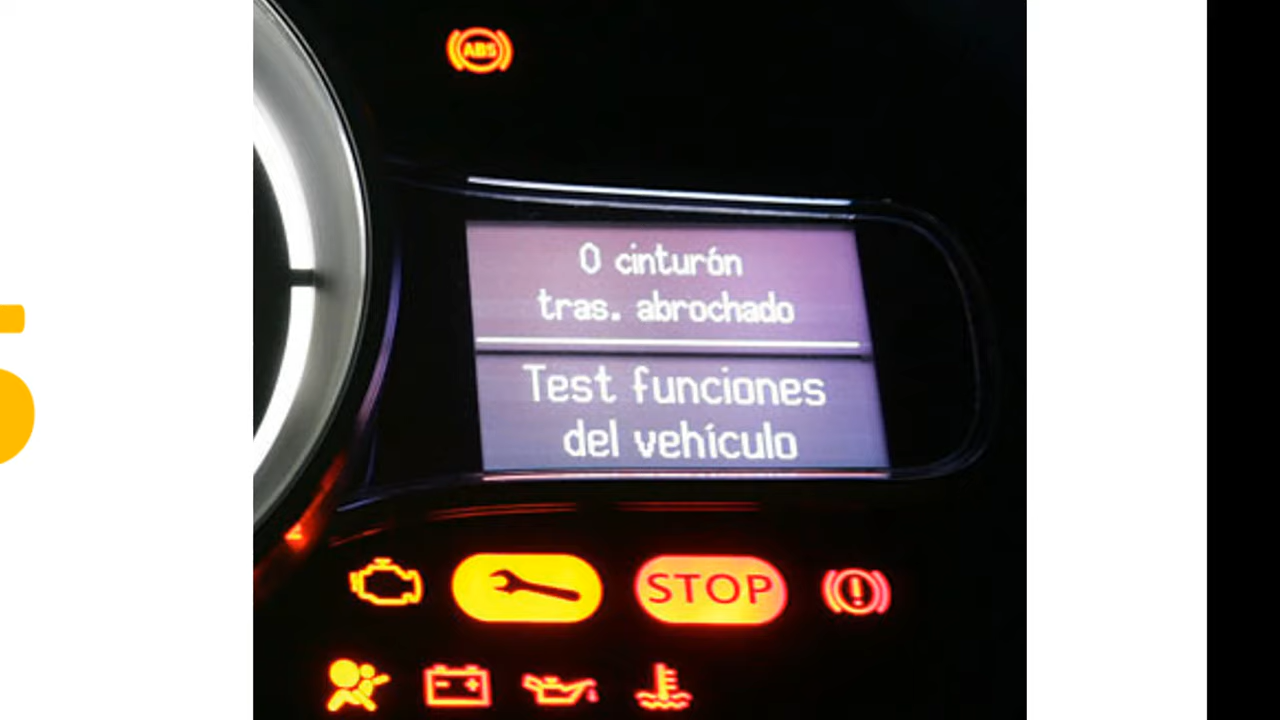 ABS
0 cinturón
tras. abrochado
Test funciones
del vehículo
STOP